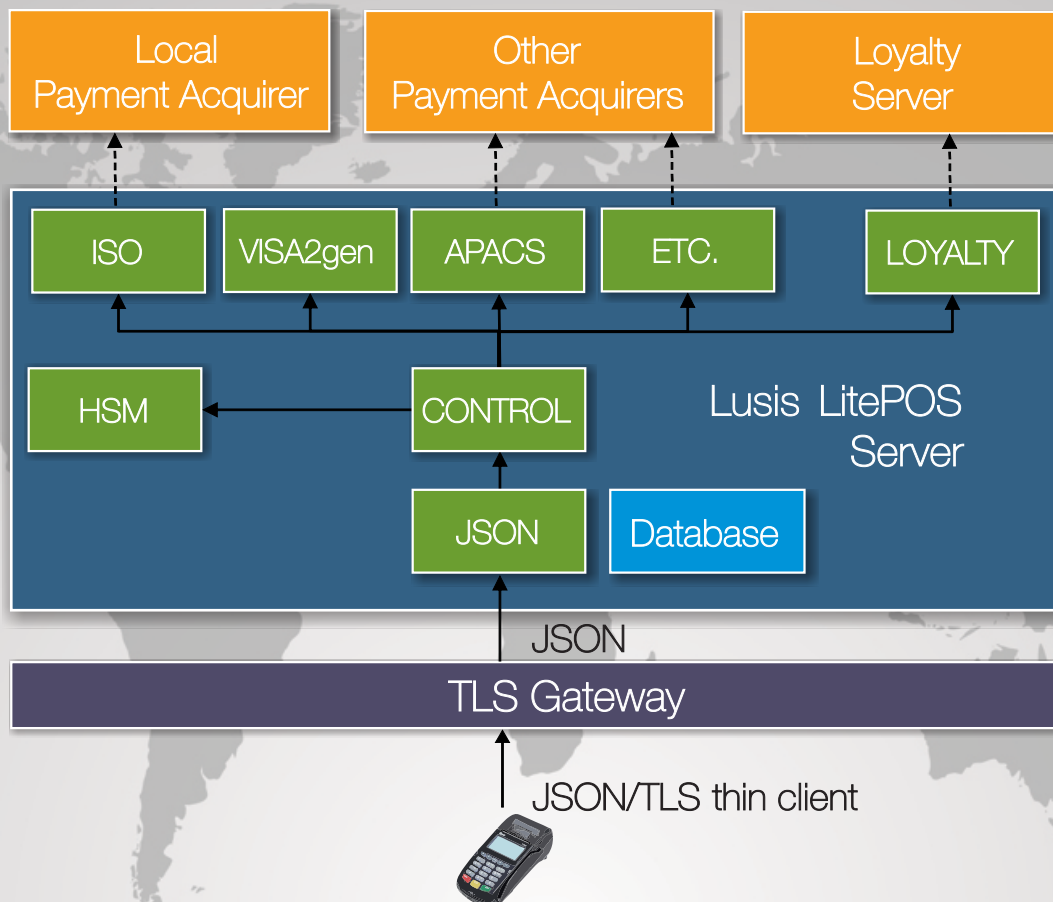 Local
Payment Acquirer
Other
Payment Acquirers
Loyalty
Server
ISO
VISA2gen
APACS
ETC.
LOYALTY
HSM
CONTROL
Lusis LitePOS
Server
JSON
Database
JSON
TLS Gateway
JSON/TLS thin client